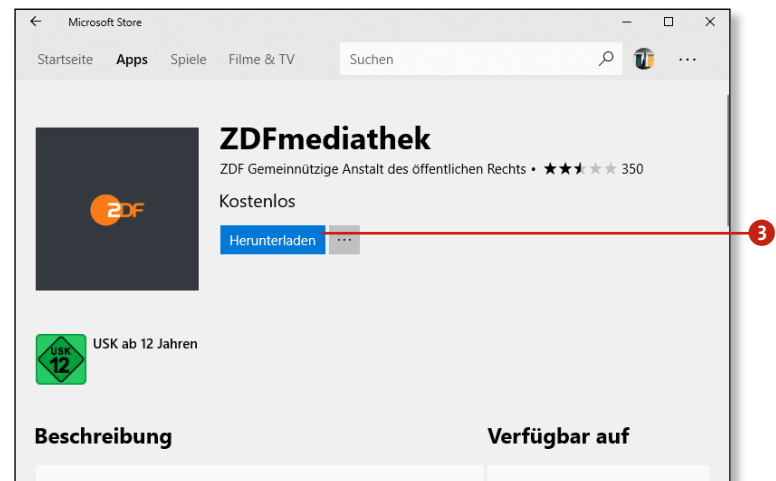 Microsoft Store
Startseite Apps Spiele Filme & TV Suchen
ZDFmediathek
ZDF Gemeinnützige Anstalt des öffentlichen Rechts • 350
Kostenlos
Herunterladen ...
3
ZDF
USK ab 12 Jahren
USK
12
Beschreibung Verfügbar auf